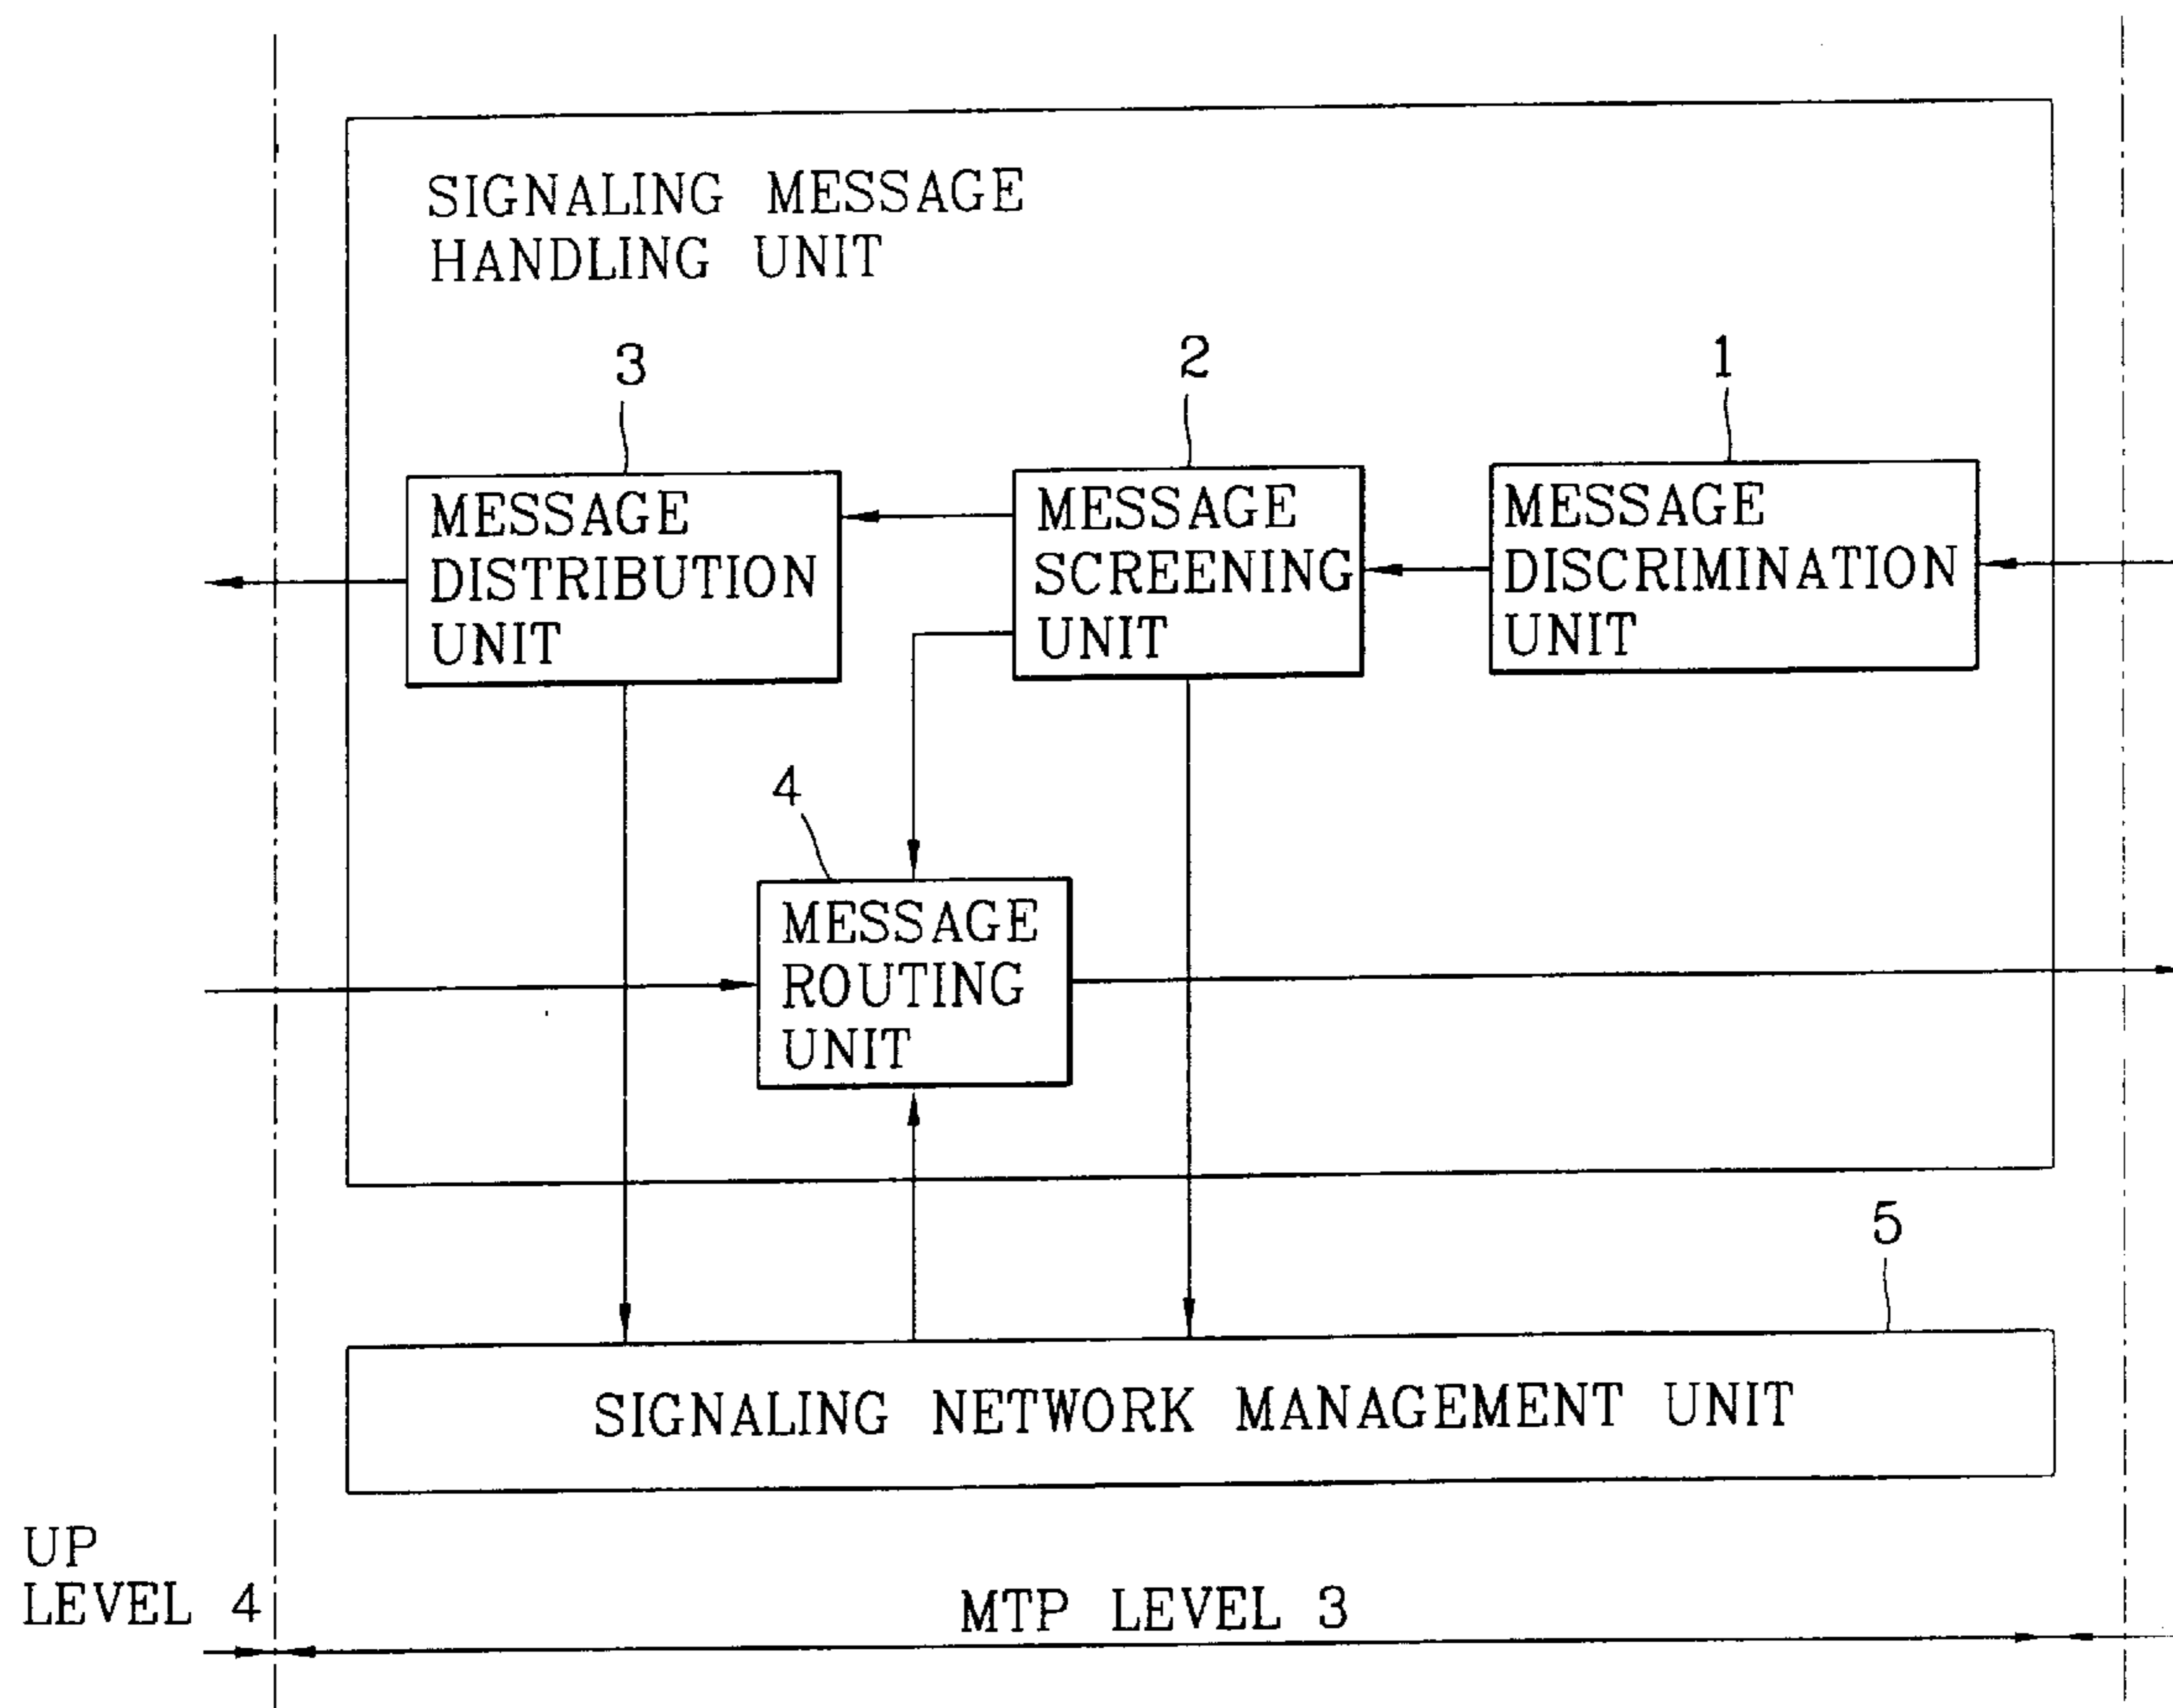 SIGNALING MESSAGE
HANDLING UNIT
3
2
1
MESSAGE
DISTRIBUTION
UNIT
MESSAGE
SCREENING
UNIT
MESSAGE
DISCRIMINATION
UNIT
4
MESSAGE
ROUTING
UNIT
5
SIGNALING NETWORK MANAGEMENT UNIT
UP
LEVEL 4
MTP LEVEL 3